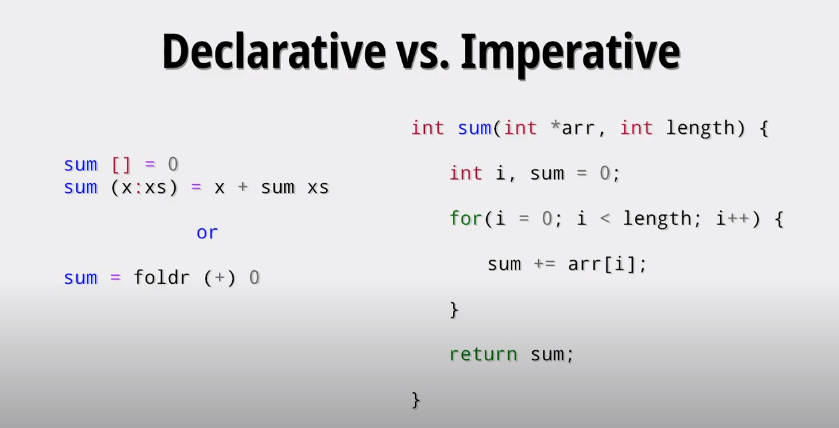 Declarative vs. Imperative
sum [] = 0
sum (x:xs) = x + sum xs
or
sum = foldr (+) 0
int sum(int *arr, int length) {
int i, sum = 0;
for(i = 0; i < length; i++) {
sum += arr[i];
}
return sum;
}